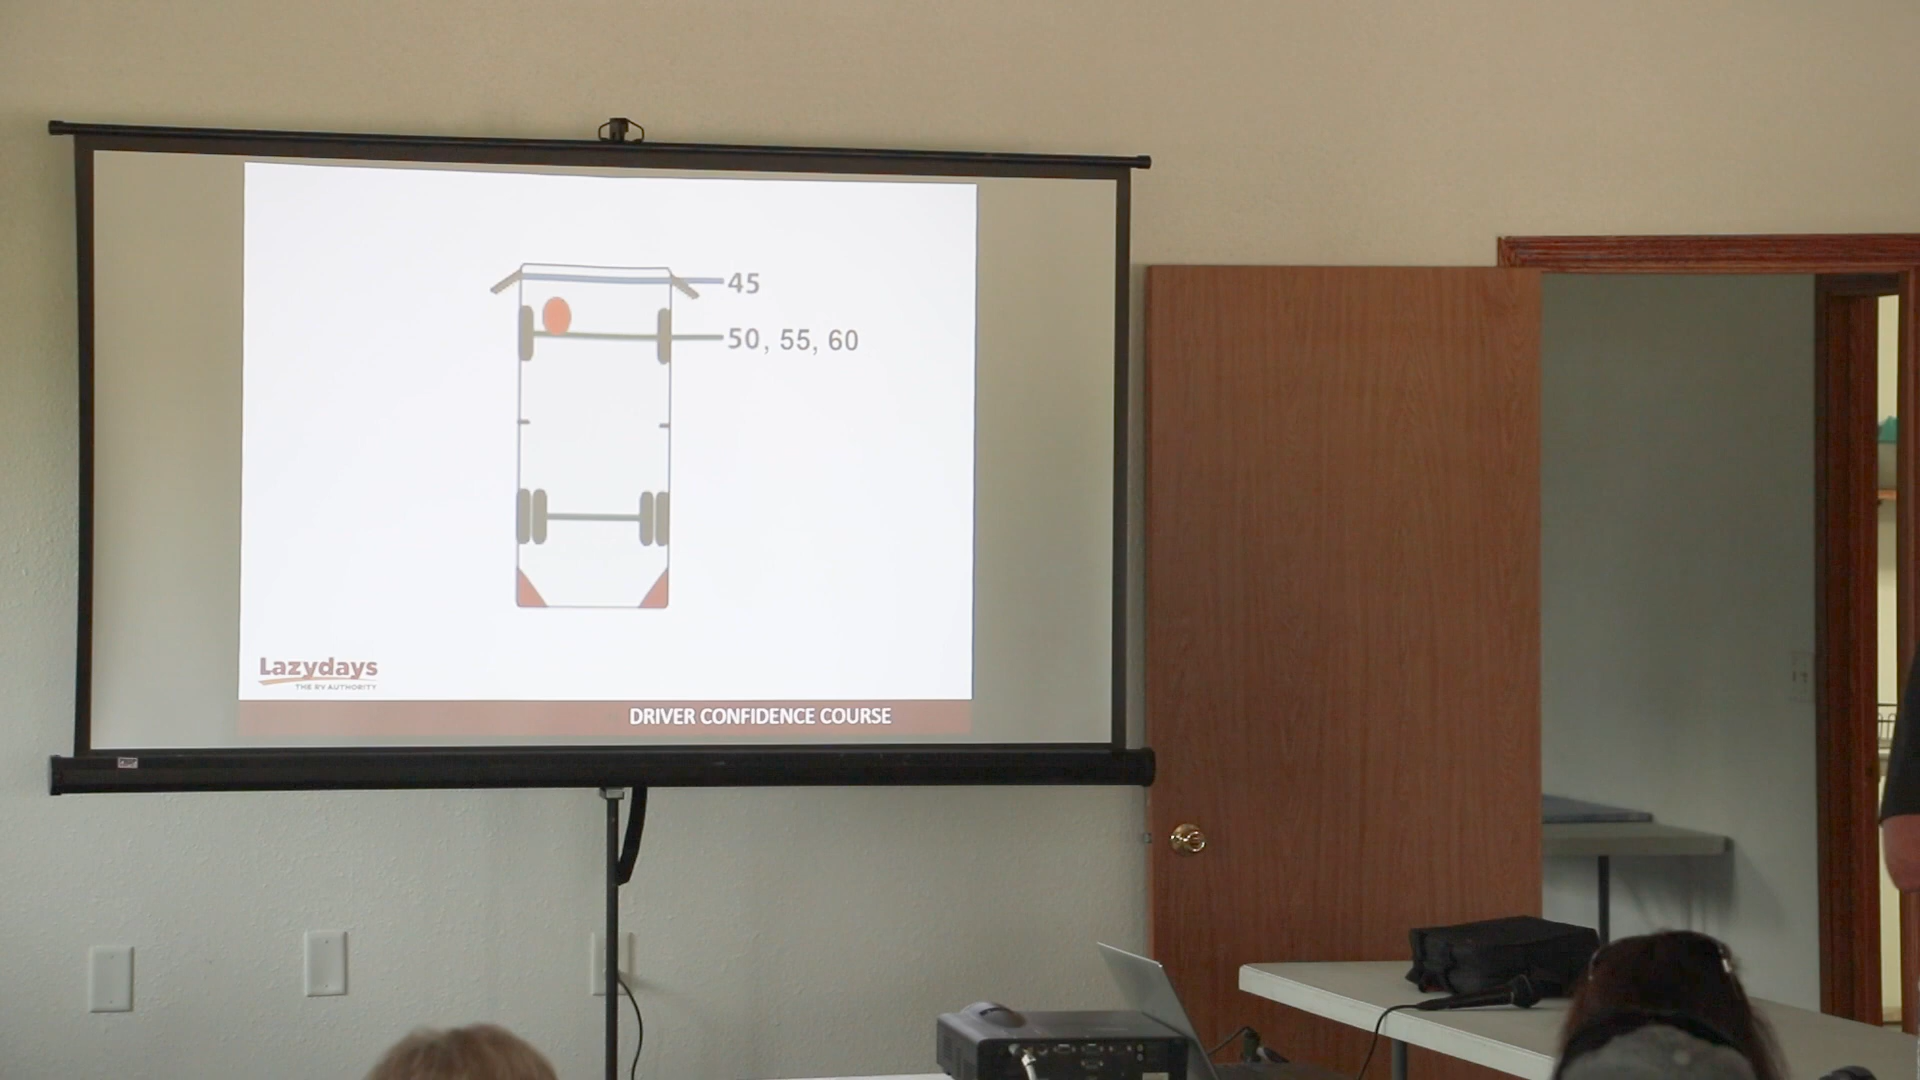 45
50, 55, 60
Lazydays
THE RV AUTHORITY
DRIVER CONFIDENCE COURSE